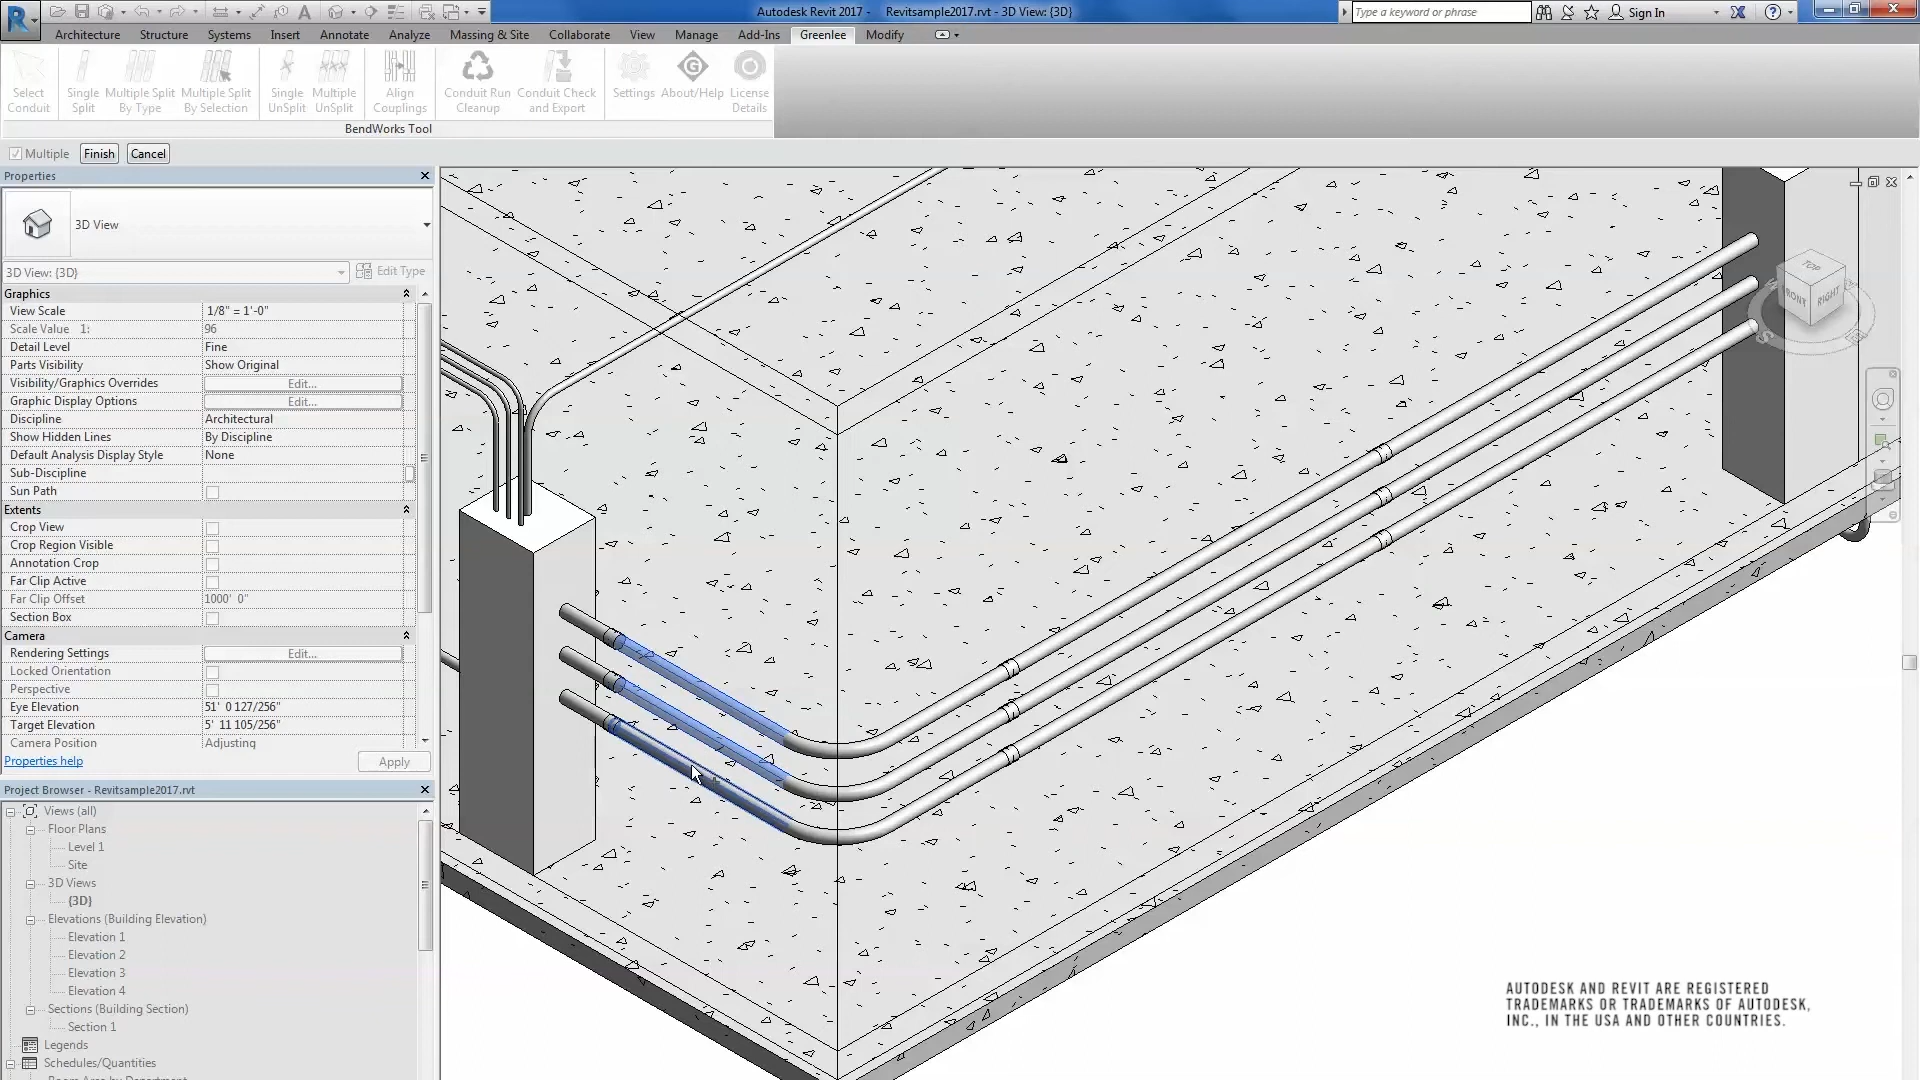 Autodesk Revit 2017 - Revitsample2017.rvt - 3D View: {3D}
Type a keyword or phrase
Sign In
Architecture Structure Systems Insert Annotate Analyze Massing & Site Collaborate View Manage Add-Ins Greenlee Modify
Select Conduit
Single Split
Multiple Split By Type
Multiple Split By Selection
Single UnSplit
Multiple UnSplit
Align Couplings
Conduit Run Cleanup
Conduit Check and Export
Settings
About/Help
License Details
BendWorks Tool
Multiple Finish Cancel
Properties
3D View
3D View: {3D} Edit Type
Graphics
View Scale 1/8" = 1'-0"
Scale Value 1: 96
Detail Level Fine
Parts Visibility Show Original
Visibility/Graphics Overrides Edit...
Graphic Display Options Edit...
Discipline Architectural
Show Hidden Lines By Discipline
Default Analysis Display Style None
Sub-Discipline
Sun Path
Extents
Crop View
Crop Region Visible
Annotation Crop
Far Clip Active
Far Clip Offset 1000' 0"
Section Box
Camera
Rendering Settings Edit...
Locked Orientation
Perspective
Eye Elevation 51' 0 127/256"
Target Elevation 5' 11 105/256"
Camera Position Adjusting
Properties help Apply
Project Browser - Revitsample2017.rvt
Views (all)
Floor Plans
Level 1
Site
3D Views
{3D}
Elevations (Building Elevation)
Elevation 1
Elevation 2
Elevation 3
Elevation 4
Sections (Building Section)
Section 1
Legends
Schedules/Quantities
TOP
FRONT
RIGHT
AUTODESK AND REVIT ARE REGISTERED
TRADEMARKS OR TRADEMARKS OF AUTODESK,
INC., IN THE USA AND OTHER COUNTRIES.